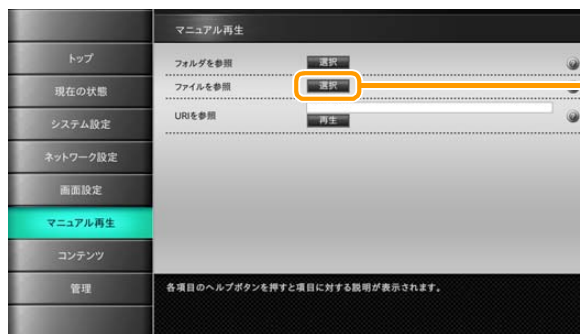 マニュアル再生
トップ
現在の状態
システム設定
ネットワーク設定
画面設定
マニュアル再生
コンテンツ
管理
フォルダを参照 選択
ファイルを参照 選択
URIを参照
再生
各項目のヘルプボタンを押すと項目に対する説明が表示されます。